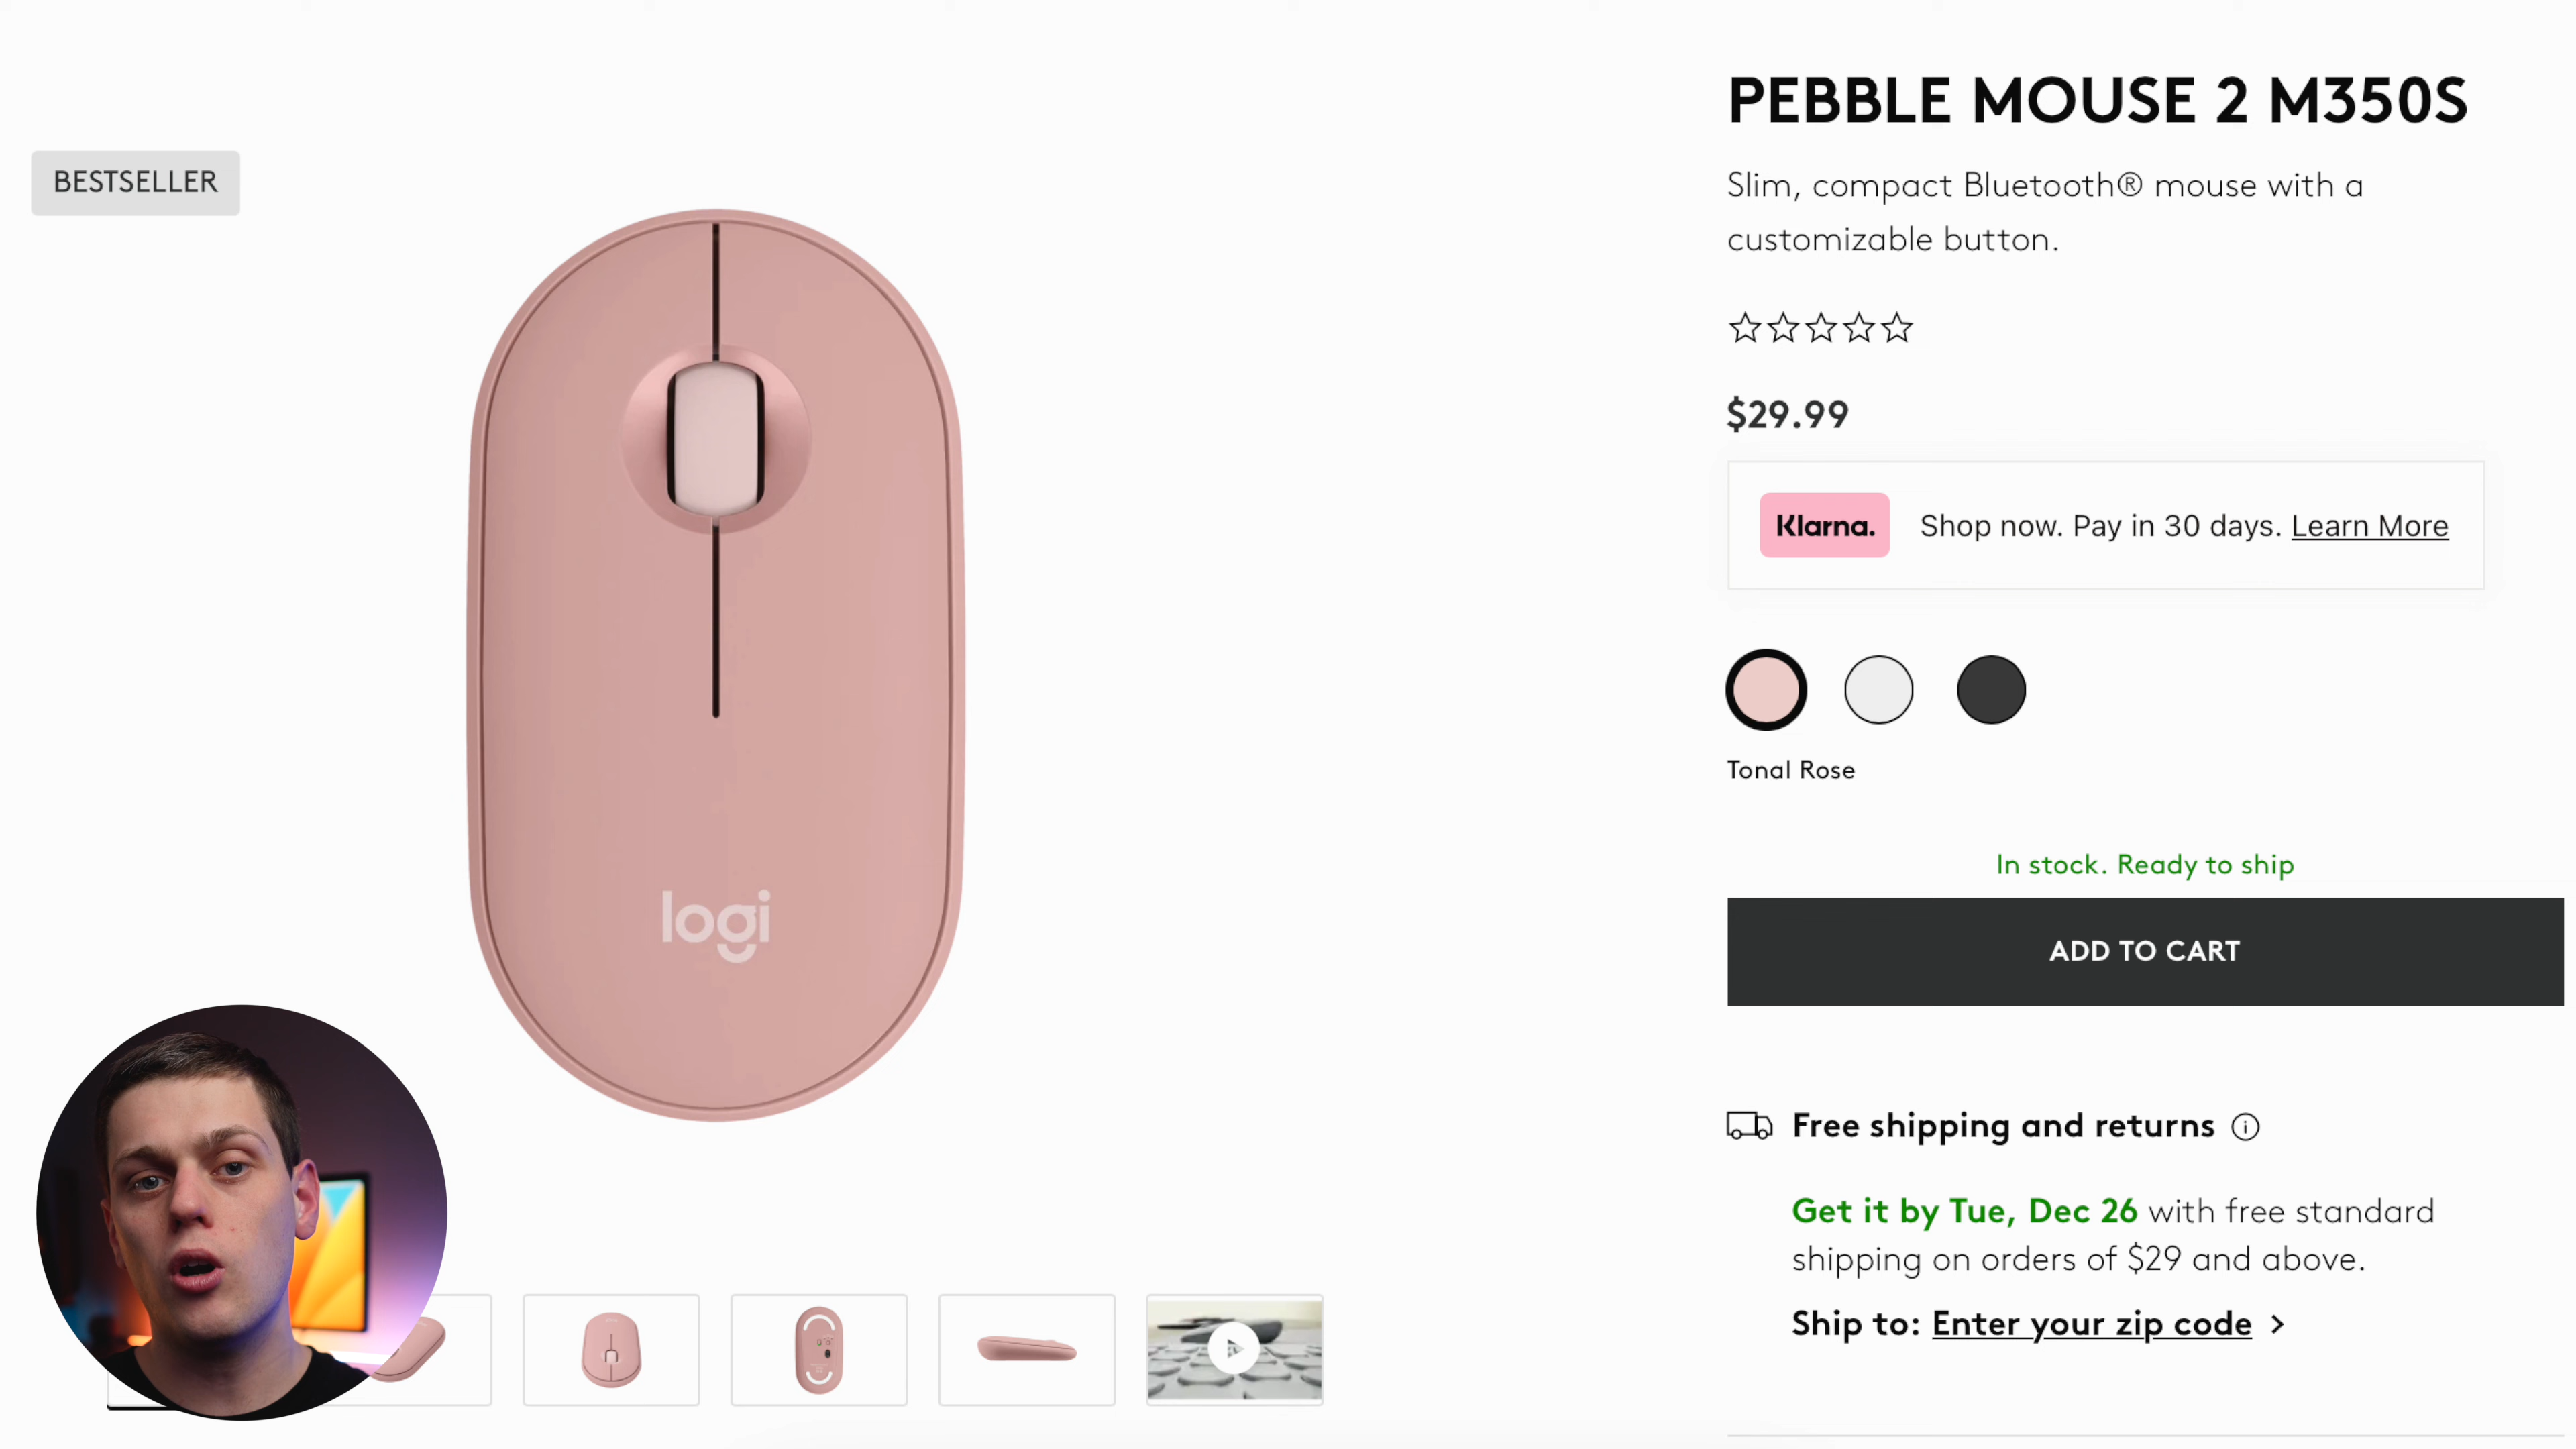 PEBBLE MOUSE 2 M350S
BESTSELLER
Slim, compact Bluetooth® mouse with a
customizable button.
$29.99
Klarna. Shop now. Pay in 30 days. Learn More
Tonal Rose
logi
In stock. Ready to ship
ADD TO CART
Free shipping and returns
Get it by Tue, Dec 26 with free standard
shipping on orders of $29 and above.
Ship to: Enter your zip code